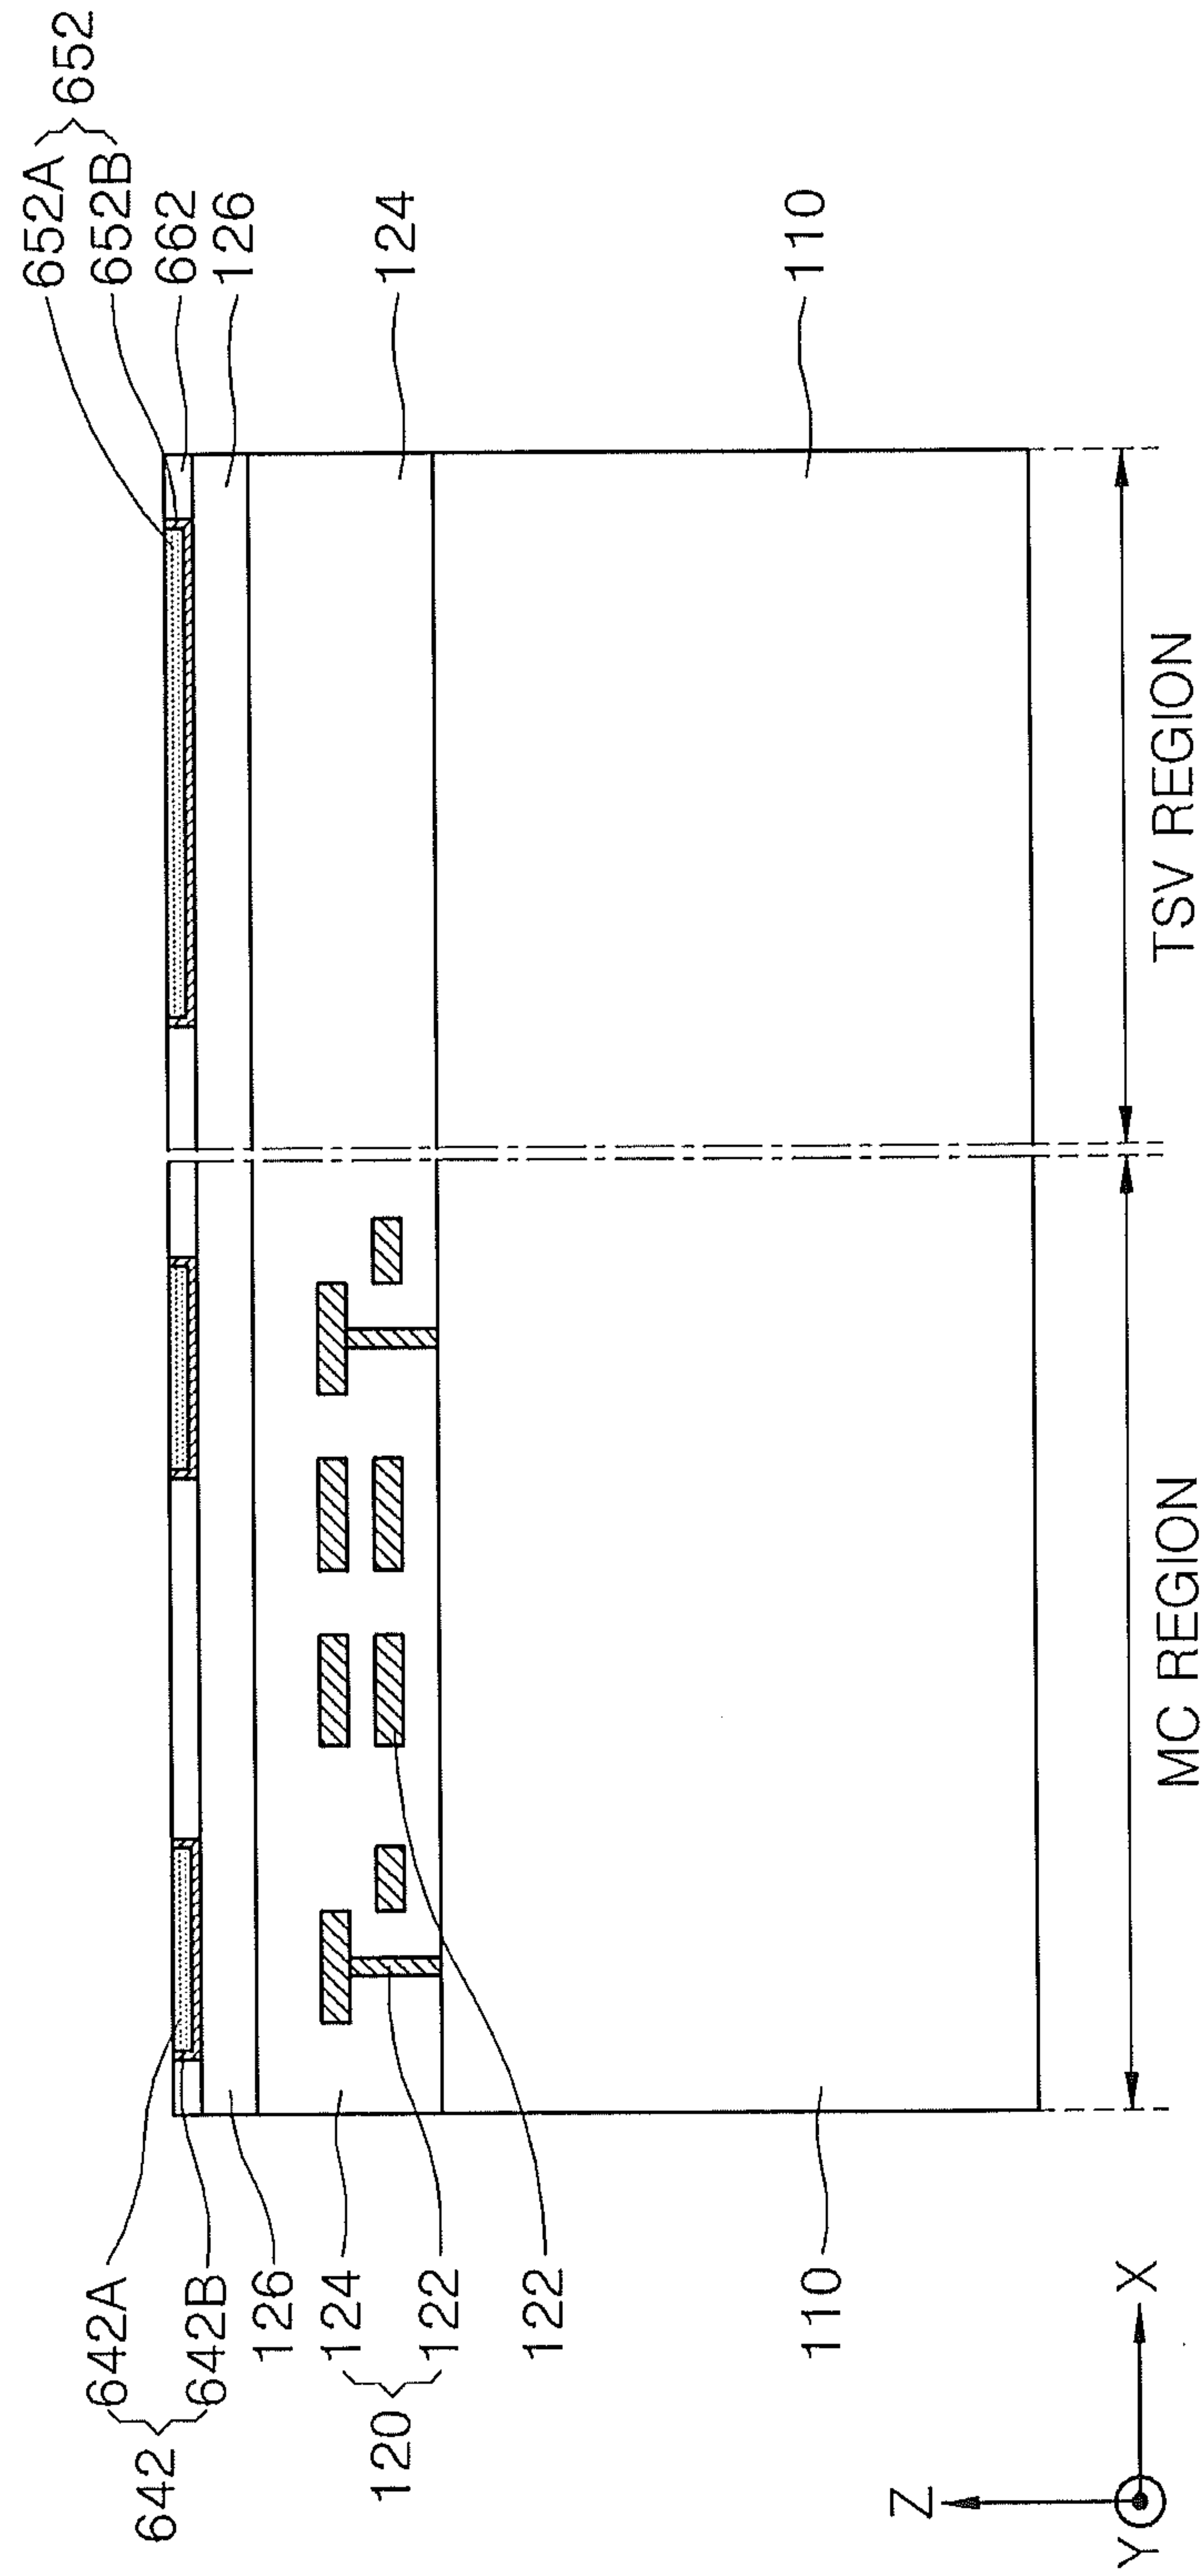 652A
652
652B
662
126
124
110
642A
642
642B
126
124
120
122
122
110
MC REGION
TSV REGION
Z
Y
X